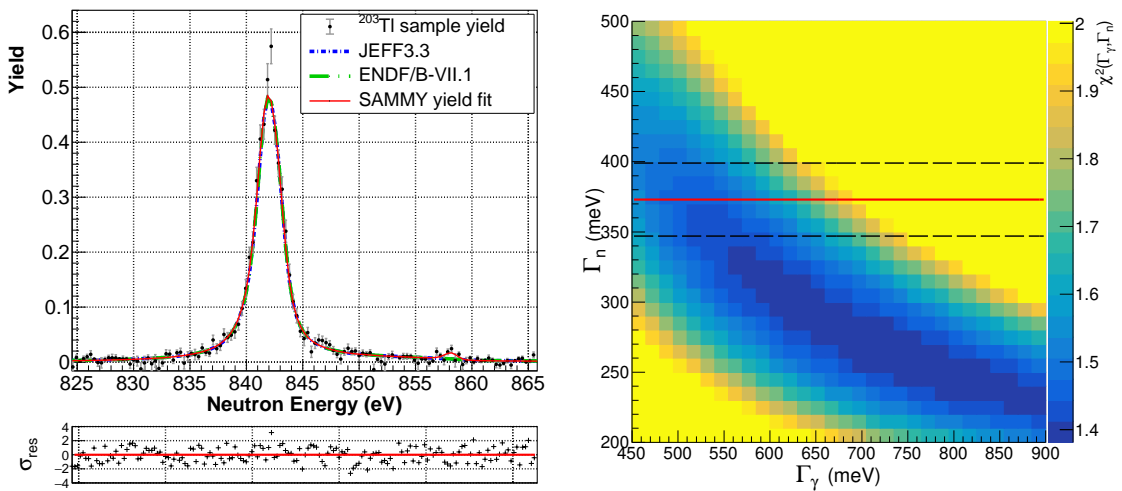 0.6
0.5
0.4
0.3
0.2
0.1
0
Yield
²⁰³Tl sample yield
JEFF3.3
ENDF/B-VII.1
SAMMY yield fit
825 830 835 840 845 850 855 860 865
Neutron Energy (eV)
σres
4
2
0
−2
−4
500
450
400
350
300
250
200
Γn (meV)
450 500 550 600 650 700 750 800 850 900
Γγ (meV)
2
1.9
1.8
1.7
1.6
1.5
1.4
χ²(Γγ,Γn)